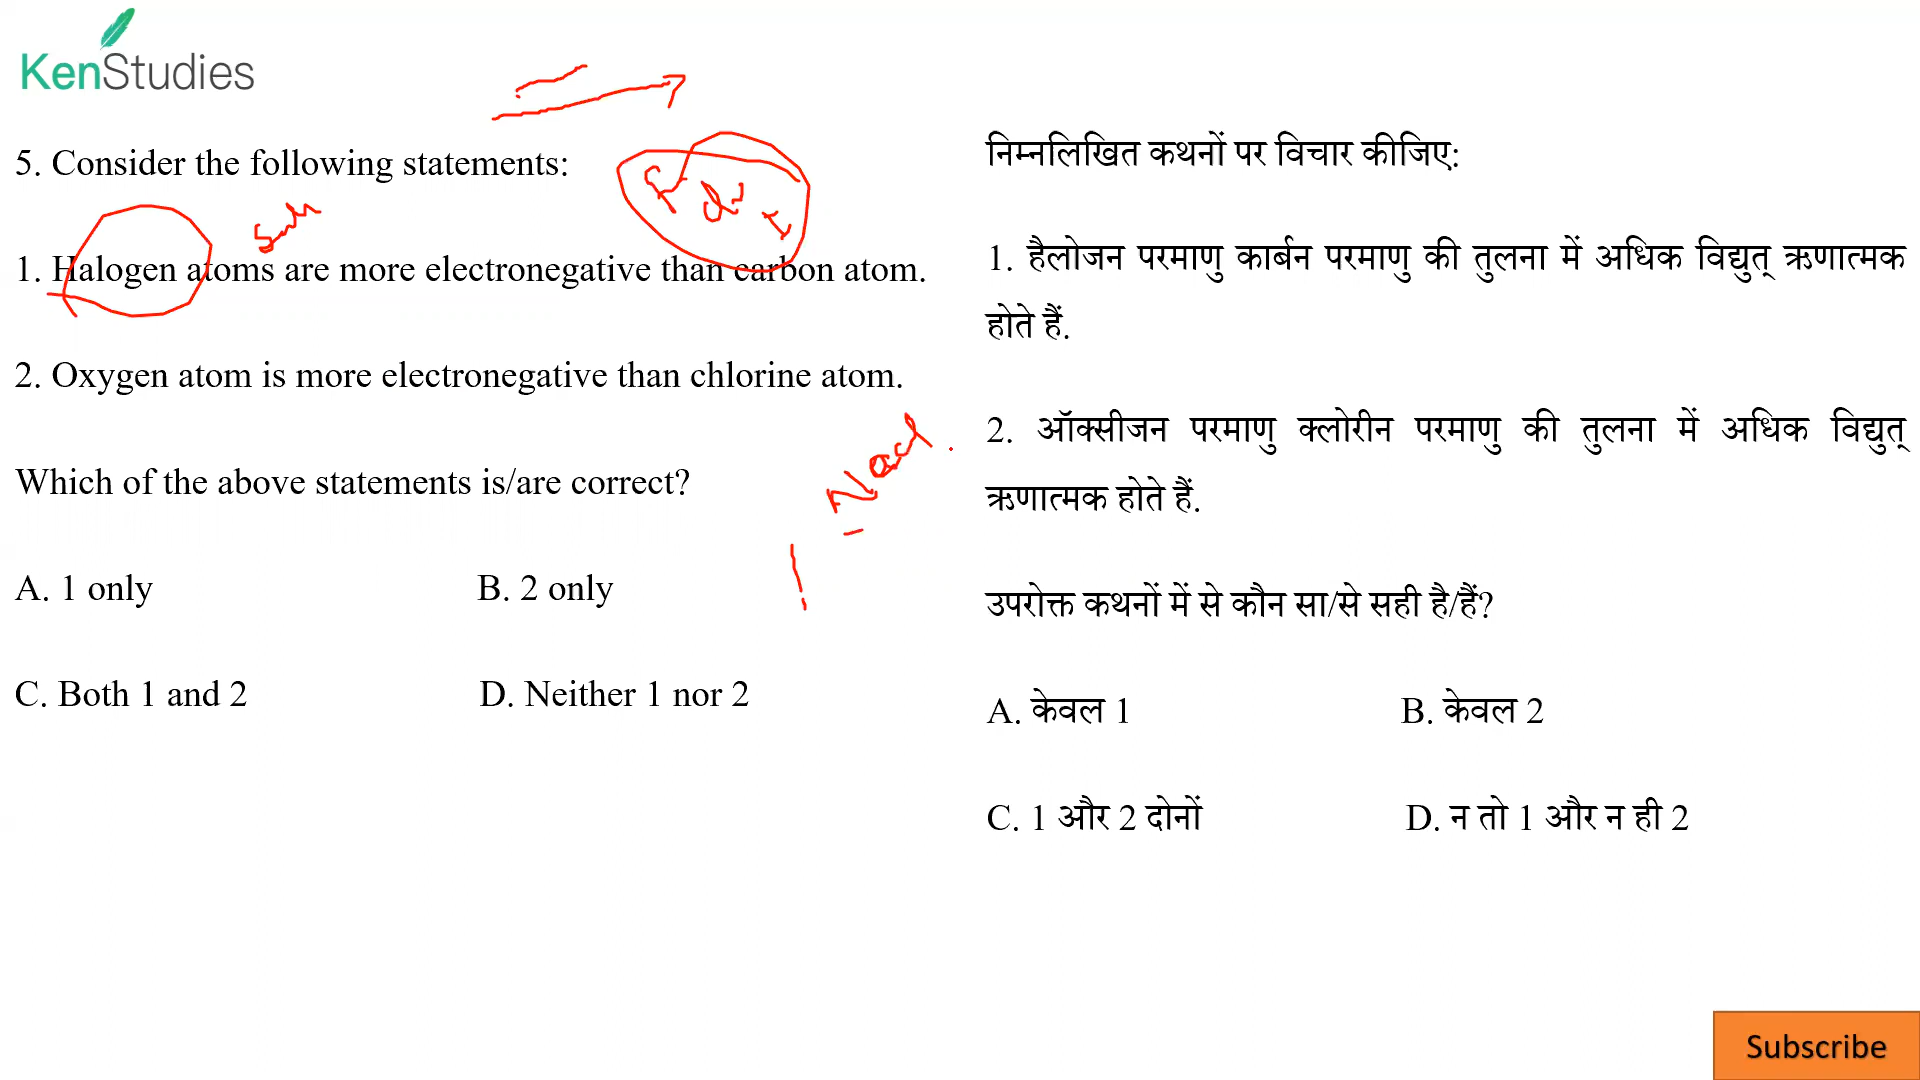 KenStudies
5. Consider the following statements:
1. Halogen atoms are more electronegative than carbon atom.
2. Oxygen atom is more electronegative than chlorine atom.
Which of the above statements is/are correct?
A. 1 only B. 2 only
C. Both 1 and 2 D. Neither 1 nor 2
NaCl
निम्नलिखित कथनों पर विचार कीजिए:
1. हैलोजन परमाणु कार्बन परमाणु की तुलना में अधिक विद्युत् ऋणात्मक
होते हैं.
2. ऑक्सीजन परमाणु क्लोरीन परमाणु की तुलना में अधिक विद्युत्
ऋणात्मक होते हैं.
उपरोक्त कथनों में से कौन सा/से सही है/हैं?
A. केवल 1 B. केवल 2
C. 1 और 2 दोनों D. न तो 1 और न ही 2
Subscribe